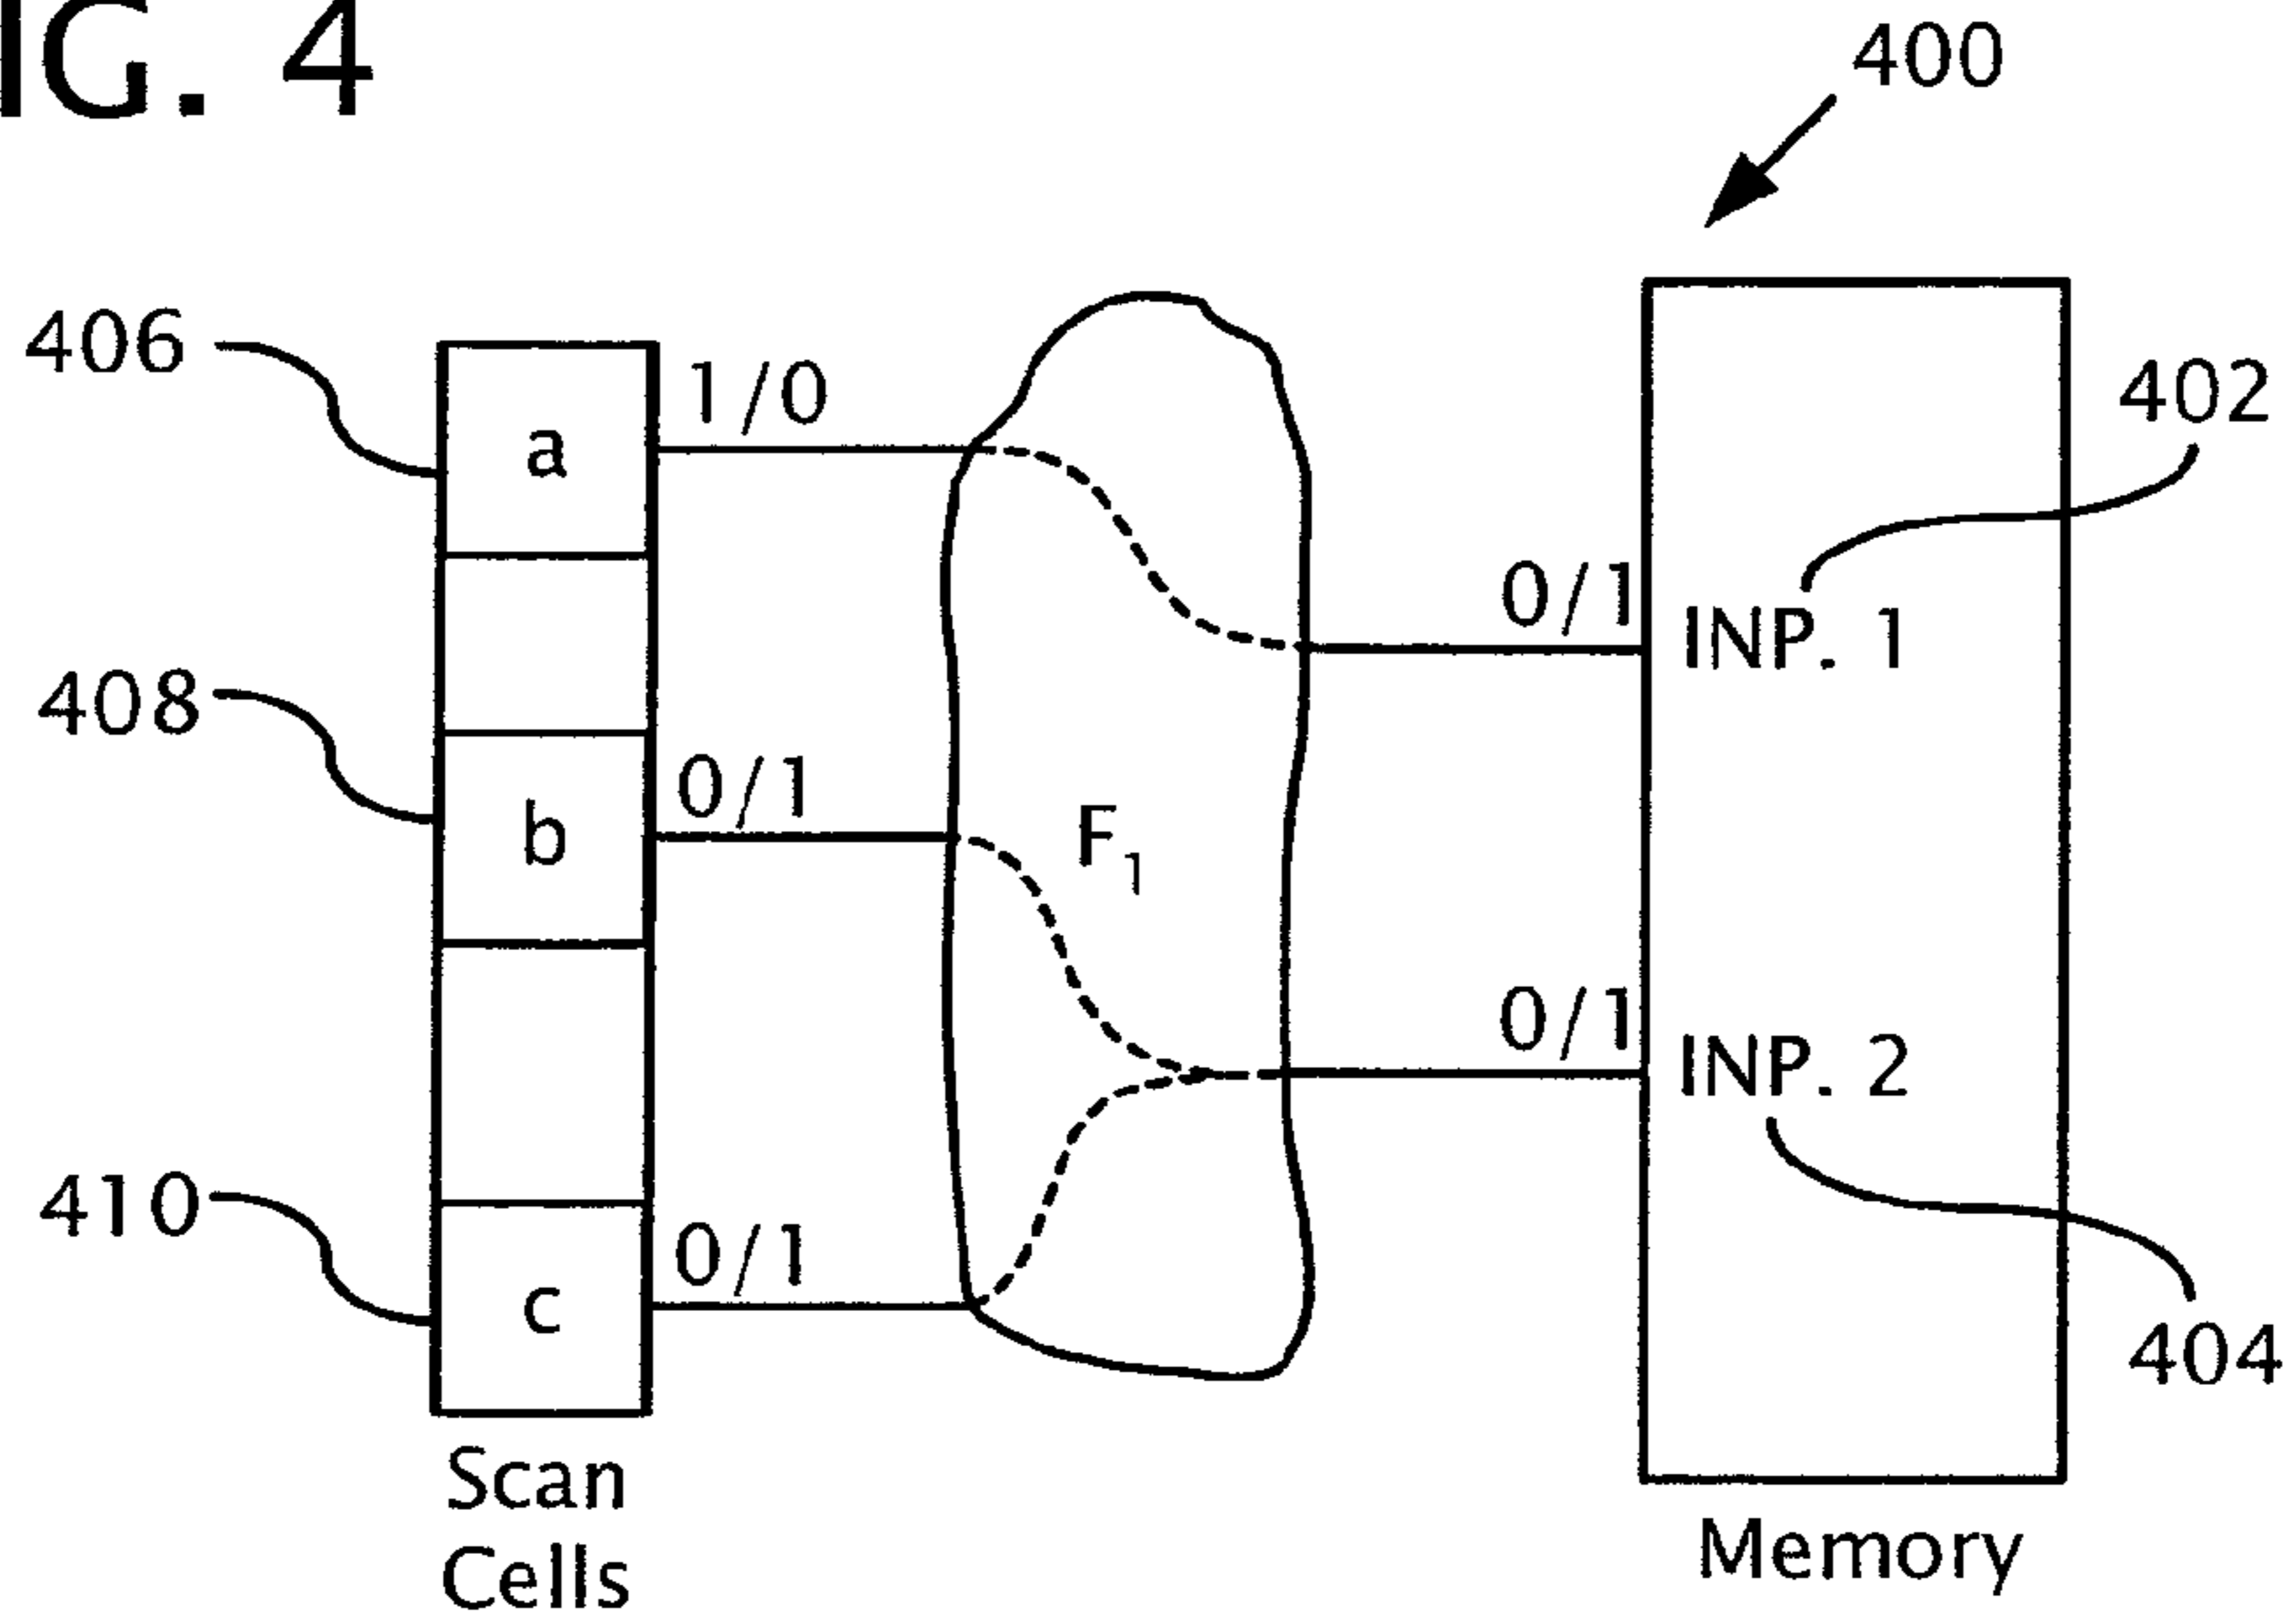 IG. 4
400
406
1/0
a
402
0/1
INP. 1
408
0/1
b
F1
0/1
INP. 2
410
0/1
c
404
Scan
Cells
Memory